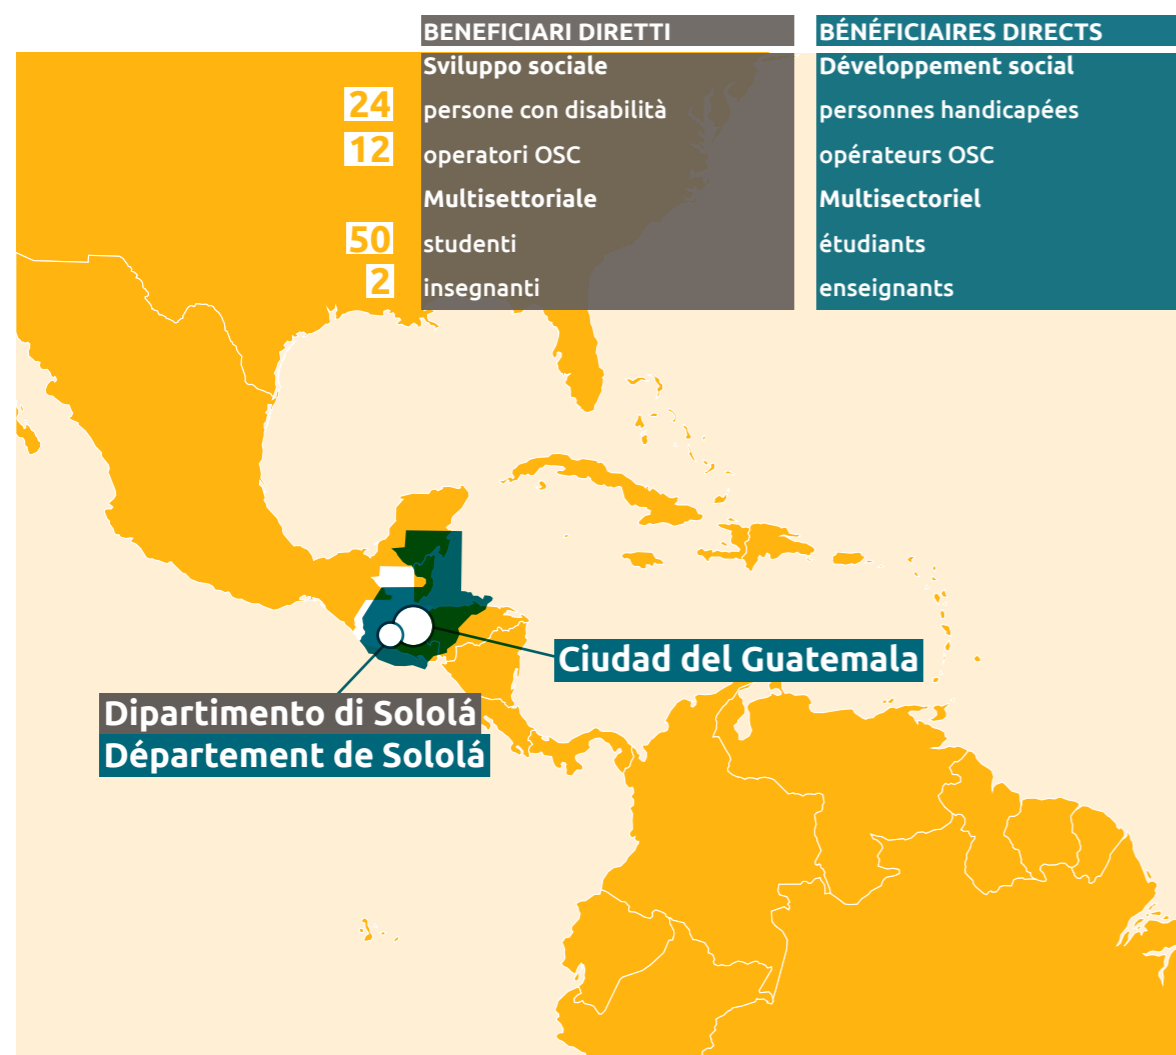 BENEFICIARI DIRETTI
BÉNÉFICIAIRES DIRECTS
Sviluppo sociale
Développement social
24 persone con disabilità
personnes handicapées
12 operatori OSC
opérateurs OSC
Multisettoriale
Multisectoriel
50 studenti
étudiants
2 insegnanti
enseignants
Ciudad del Guatemala
Dipartimento di Sololá
Département de Sololá